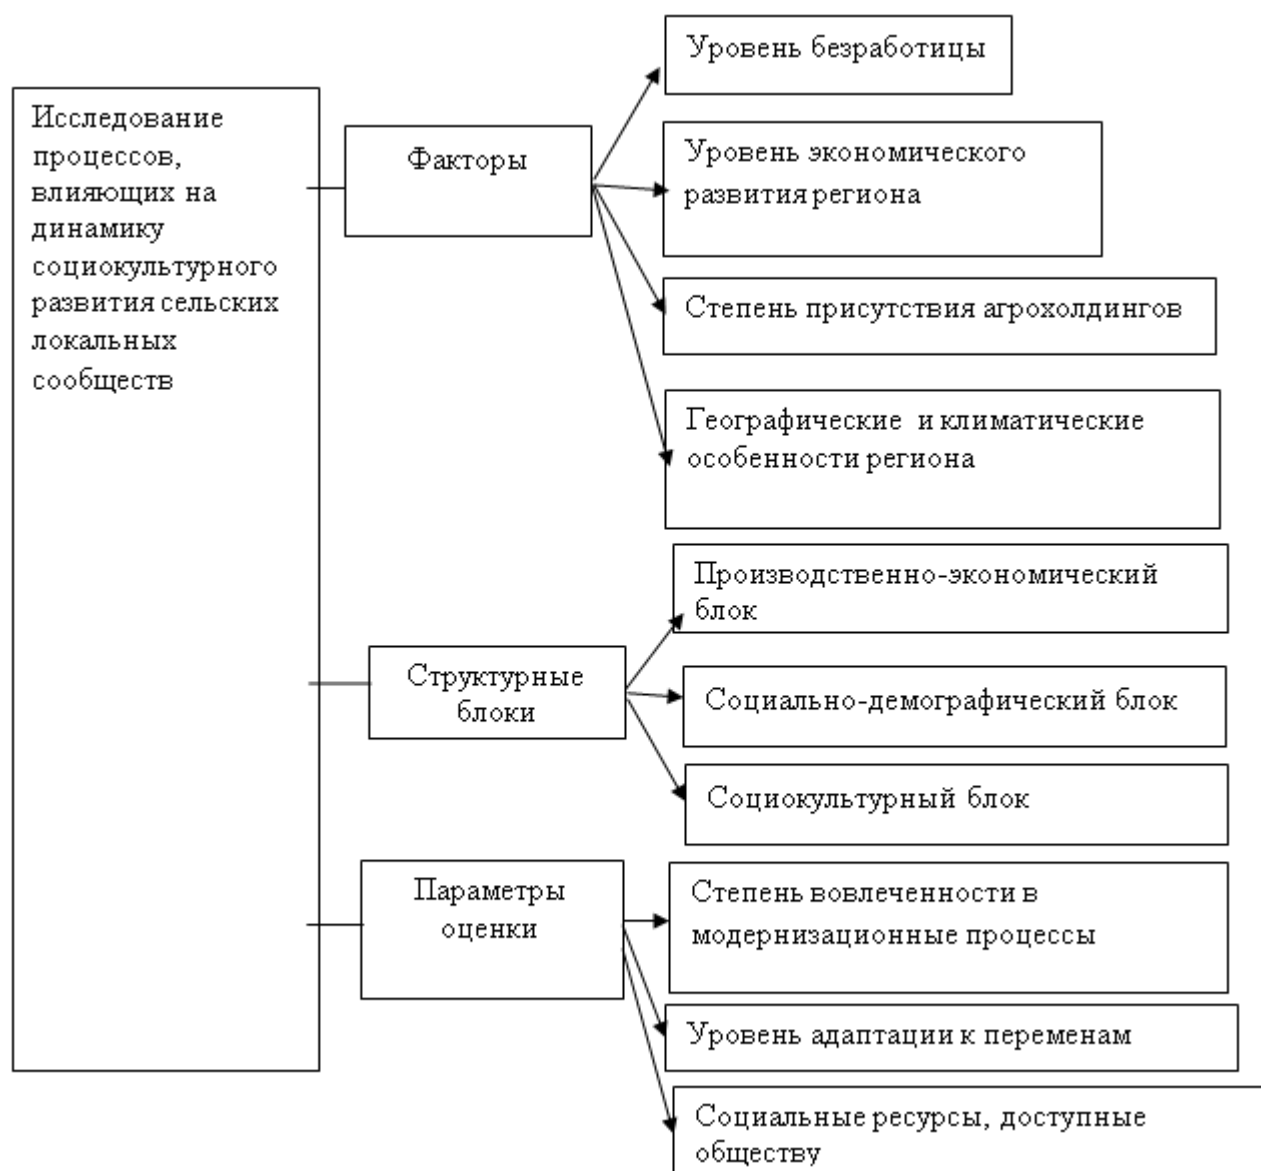 Исследование
процессов,
влияющих на
динамику
социокультурного
развития сельских
локальных
сообществ
Факторы
Уровень безработицы
Уровень экономического
развития региона
Степень присутствия агрохолдингов
Географические и климатические
особенности региона
Структурные
блоки
Производственно-экономический
блок
Социально-демографический блок
Социокультурный блок
Параметры
оценки
Степень вовлеченности в
модернизационные процессы
Уровень адаптации к переменам
Социальные ресурсы, доступные
обществу